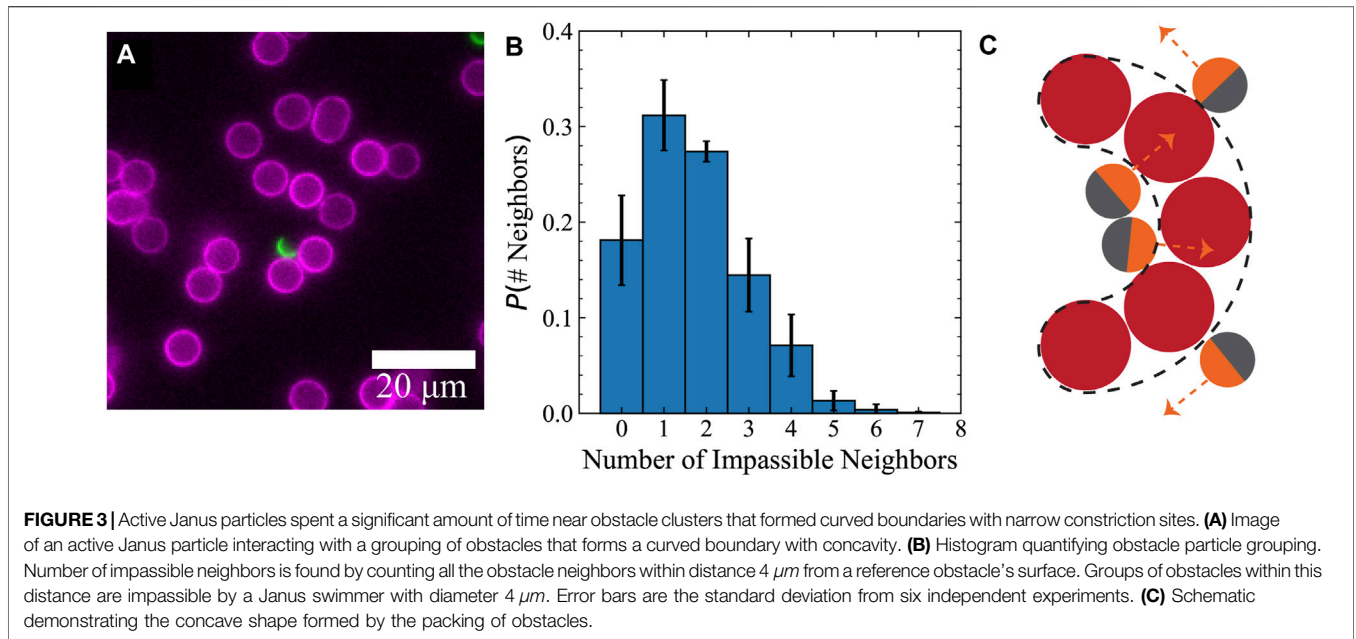 A
20 μm
B
0.4
0.3
0.2
0.1
0.0
P(# Neighbors)
0 1 2 3 4 5 6 7 8
Number of Impassible Neighbors
C
FIGURE 3 | Active Janus particles spent a significant amount of time near obstacle clusters that formed curved boundaries with narrow constriction sites. (A) Image
of an active Janus particle interacting with a grouping of obstacles that forms a curved boundary with concavity. (B) Histogram quantifying obstacle particle grouping.
Number of impassible neighbors is found by counting all the obstacle neighbors within distance 4 μm from a reference obstacle's surface. Groups of obstacles within this
distance are impassible by a Janus swimmer with diameter 4 μm. Error bars are the standard deviation from six independent experiments. (C) Schematic
demonstrating the concave shape formed by the packing of obstacles.